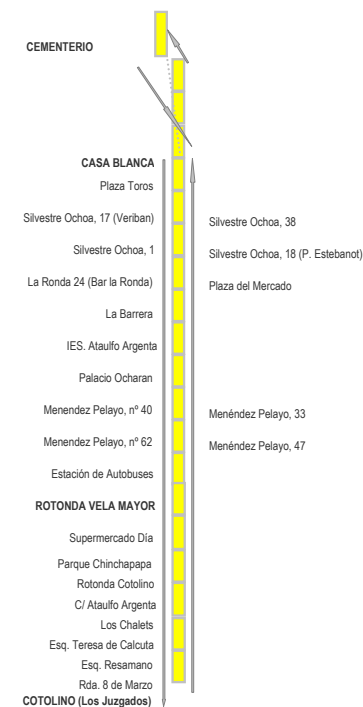 CEMENTERIO
CASA BLANCA
Plaza Toros
Silvestre Ochoa, 17 (Veriban)
Silvestre Ochoa, 38
Silvestre Ochoa, 1
Silvestre Ochoa, 18 (P. Estebanot)
La Ronda 24 (Bar la Ronda)
Plaza del Mercado
La Barrera
IES. Ataulfo Argenta
Palacio Ocharan
Menendez Pelayo, nº 40
Menéndez Pelayo, 33
Menendez Pelayo, nº 62
Menéndez Pelayo, 47
Estación de Autobuses
ROTONDA VELA MAYOR
Supermercado Día
Parque Chinchapapa
Rotonda Cotolino
C/ Ataulfo Argenta
Los Chalets
Esq. Teresa de Calcuta
Esq. Resamano
Rda. 8 de Marzo
COTOLINO (Los Juzgados)